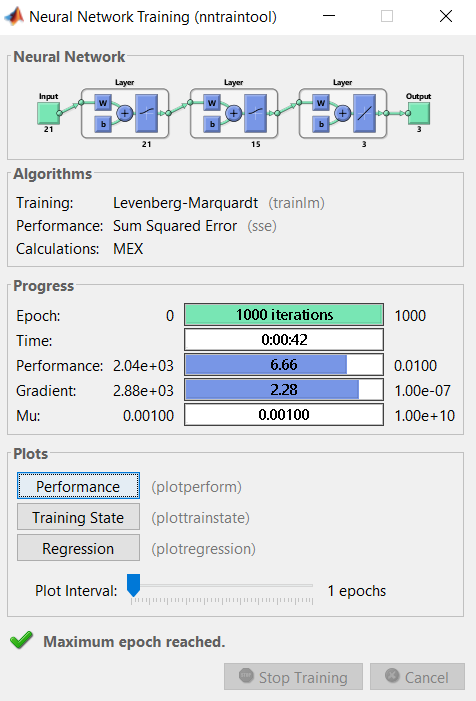 Neural Network Training (nntraintool)
Neural Network
Layer Layer Layer
Input Output
W W W
b b b
+ + +
21 3
21 15 3
Algorithms
Training: Levenberg-Marquardt (trainlm)
Performance: Sum Squared Error (sse)
Calculations: MEX
Progress
Epoch: 0 1000 iterations 1000
Time: 0:00:42
Performance: 2.04e+03 6.66 0.0100
Gradient: 2.88e+03 2.28 1.00e-07
Mu: 0.00100 0.00100 1.00e+10
Plots
Performance (plotperform)
Training State (plottrainstate)
Regression (plotregression)
Plot Interval: 1 epochs
Maximum epoch reached.
Stop Training Cancel